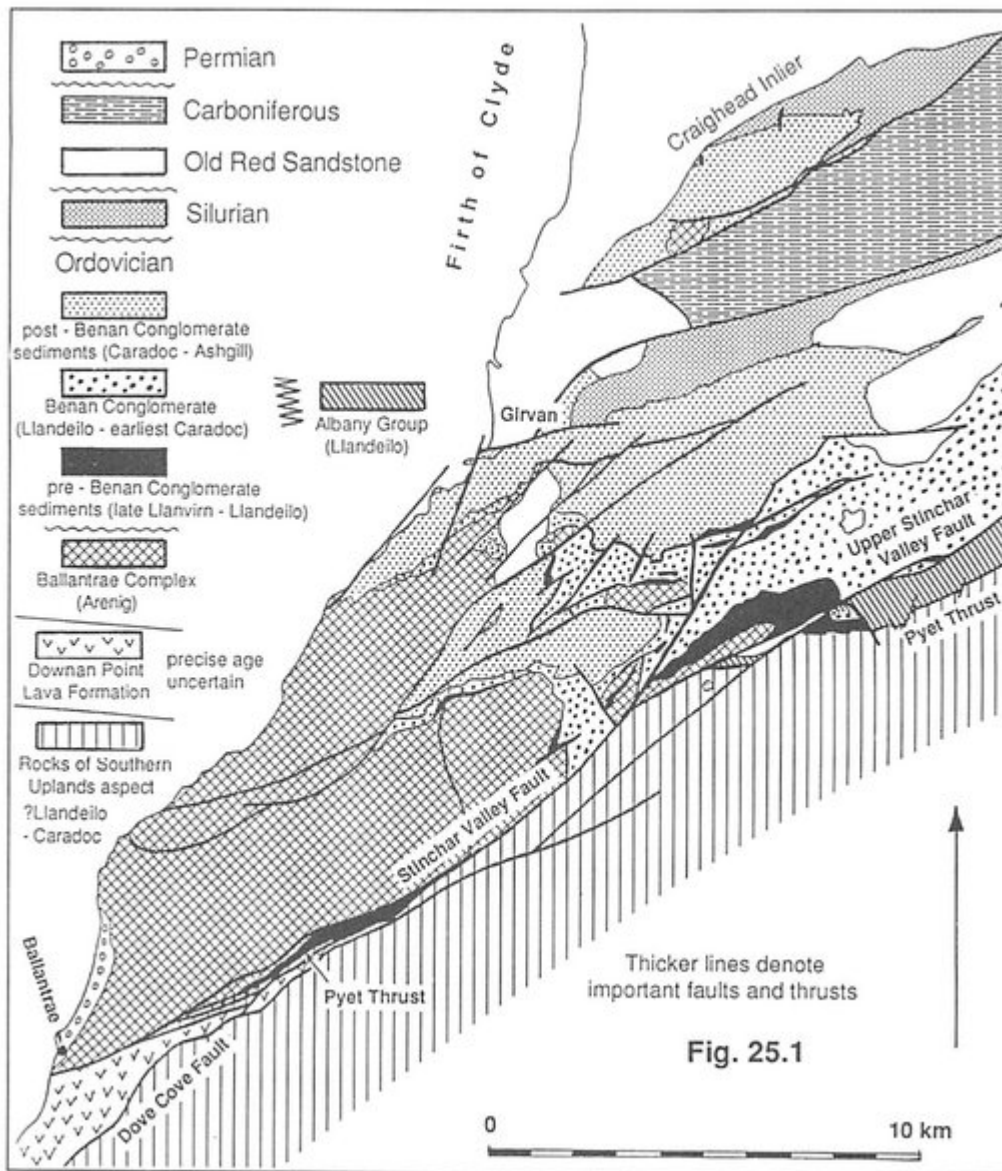 Permian
Carboniferous
Old Red Sandstone
Silurian
Ordovician
post - Benan Conglomerate
sediments (Caradoc - Ashgill)
Benan Conglomerate
(Llandeilo - earliest Caradoc)
pre - Benan Conglomerate
sediments (late Llanvirn - Llandeilo)
Ballantrae Complex
(Arenig)
Downan Point
Lava Formation
precise age
uncertain
Rocks of Southern
Uplands aspect
?Llandeilo
- Caradoc
Albany Group
(Llandeilo)
Firth of Clyde
Craighead Inlier
Girvan
Upper Stinchar
Valley Fault
Pyet Thrust
Stinchar Valley Fault
Pyet Thrust
Ballantrae
Dove Cove Fault
Thicker lines denote
important faults and thrusts
Fig. 25.1
0
10 km